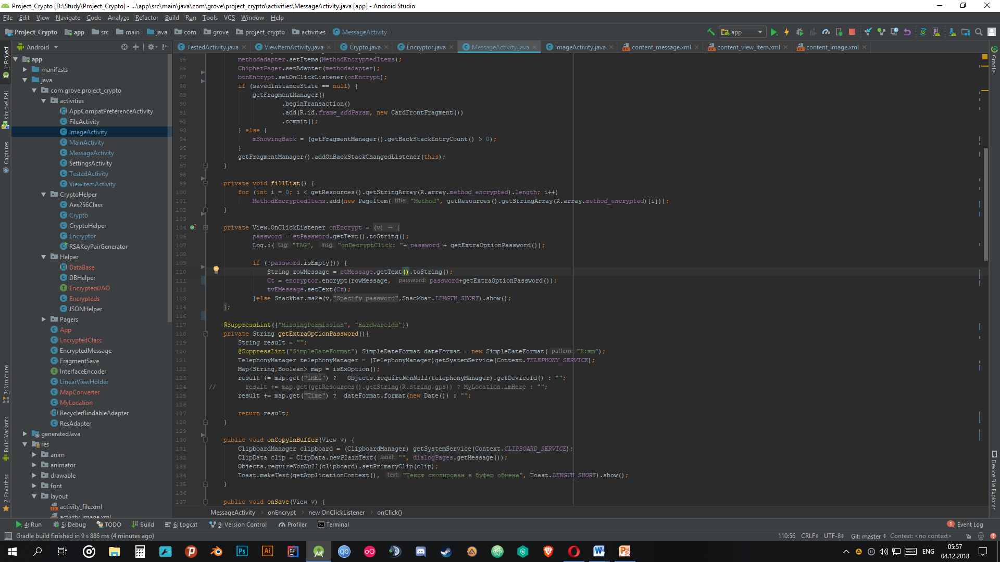 Project_Crypto [D:\Study\Project_Crypto] - ...\app\src\main\java\com\grove\project_crypto\activities\MessageActivity.java [app] - Android Studio
File Edit View Navigate Code Analyze Refactor Build Run Tools VCS Window Help
Project_Crypto app src main java com grove project_crypto activities MessageActivity
app
Android
TestedActivity.java ViewItemActivity.java Crypto.java Encryptor.java MessageActivity.java ImageActivity.java content_message.xml content_view_item.xml content_image.xml
1: Project
simpleUML
Captures
7: Structure
Build Variants
2: Favorites
app
manifests
java
com.grove.project_crypto
activities
AppCompatPreferenceActivity
FileActivity
ImageActivity
MainActivity
MessageActivity
SettingsActivity
TestedActivity
ViewItemActivity
CryptoHelper
Aes256Class
Crypto
CryptoHelper
Encryptor
RSAKeyPairGenerator
Helper
DataBase
DBHelper
EncryptedDAO
Encrypteds
JSONHelper
Pagers
App
EncryptedClass
EncryptedMessage
FragmentSave
InterfaceEncoder
LinearViewHolder
MapConverter
MyLocation
RecyclerBindableAdapter
ResAdapter
generatedJava
res
anim
animator
drawable
font
layout
activity_file.xml
activity_image.xml
85 methodadapter.setItems(MethodEncryptedItems);
86 ChipherPager.setAdapter(methodadapter);
87 btnEncrypt.setOnClickListener(onEncrypt);
88 if (savedInstanceState == null) {
89 getFragmentManager()
90 .beginTransaction()
91 .add(R.id.frame_addParam, new CardFrontFragment())
92 .commit();
93 } else {
94 mShowingBack = (getFragmentManager().getBackStackEntryCount() > 0);
95 }
96 getFragmentManager().addOnBackStackChangedListener(this);
97 }
98
99 private void fillList() {
100 for (int i = 0; i < getResources().getStringArray(R.array.method_encrypted).length; i++)
101 MethodEncryptedItems.add(new PageItem( title: "Method", getResources().getStringArray(R.array.method_encrypted)[i]));
102 }
103
104 private View.OnClickListener onEncrypt = (v) → {
106 password = etPassword.getText().toString();
107 Log.i( tag: "TAG", msg: "onDecryptClick: "+ password + getExtraOptionPassword());
108
109 if (!password.isEmpty()) {
110 String rowMessage = etMessage.getText().toString();
111 Ct = encryptor.encrypt(rowMessage, password: password+getExtraOptionPassword());
112 tvEMessage.setText(Ct);
113 }else Snackbar.make(v,"Specify password",Snackbar.LENGTH_SHORT).show();
114 };
116
117 @SuppressLint({"MissingPermission", "HardwareIds"})
118 private String getExtraOptionPassword(){
119 String result = "";
120 @SuppressLint("SimpleDateFormat") SimpleDateFormat dateFormat = new SimpleDateFormat( pattern: "H:mm");
121 TelephonyManager telephonyManager = (TelephonyManager)getSystemService(Context.TELEPHONY_SERVICE);
122 Map<String,Boolean> map = isExOption();
123 result += map.get("IMEI") ? Objects.requireNonNull(telephonyManager).getDeviceId() : "";
124 // result += map.get(getResources().getString(R.string.gps)) ? MyLocation.imHere : "";
125 result += map.get("Time") ? dateFormat.format(new Date()) : "";
126
127 return result;
128 }
129
130 public void onCopyInBuffer(View v) {
131 ClipboardManager clipboard = (ClipboardManager) getSystemService(Context.CLIPBOARD_SERVICE);
132 ClipData clip = ClipData.newPlainText( label: "", dialogPages.getMessage());
133 Objects.requireNonNull(clipboard).setPrimaryClip(clip);
134 Toast.makeText(getApplicationContext(), text: "Текст скопирован в буфер обмена", Toast.LENGTH_SHORT).show();
135 }
136
137 public void onSave(View v) {
Gradle
Device File Explorer
MessageActivity onEncrypt new OnClickListener onClick()
4: Run 5: Debug TODO Build 6: Logcat 9: Version Control Profiler Terminal 1 Event Log
Gradle build finished in 9 s 886 ms (4 minutes ago) 110:56 CRLF UTF-8 Git: master Context: <no context>
ENG 05:57
04.12.2018